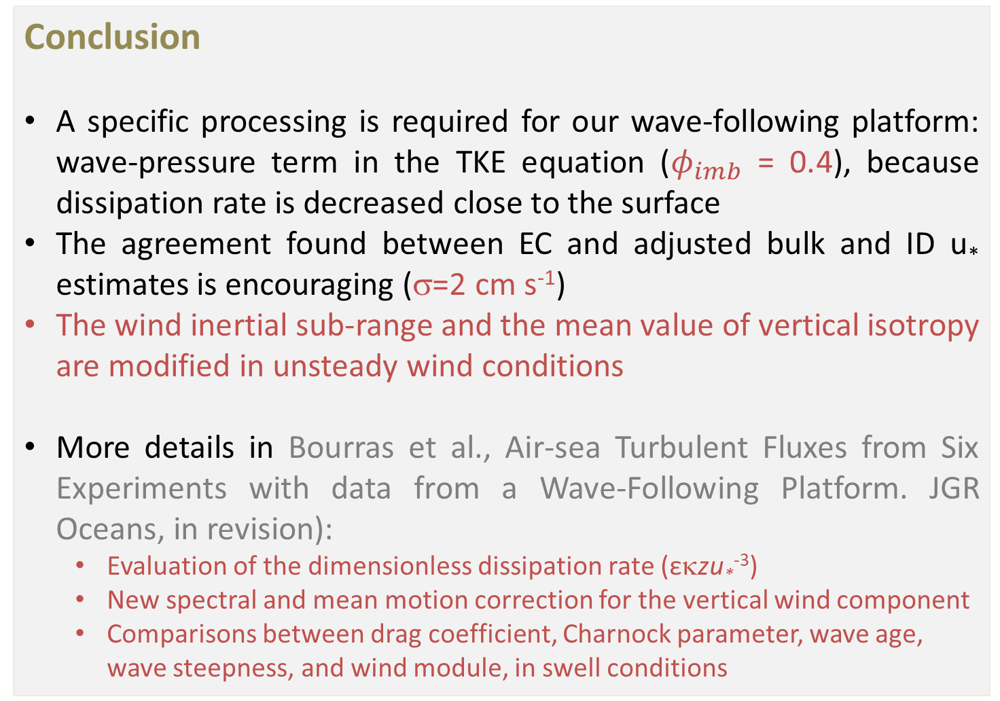 Conclusion
• A specific processing is required for our wave-following platform:
wave-pressure term in the TKE equation (ϕ_imb = 0.4), because
dissipation rate is decreased close to the surface
• The agreement found between EC and adjusted bulk and ID u*
estimates is encouraging (σ=2 cm s⁻¹)
• The wind inertial sub-range and the mean value of vertical isotropy
are modified in unsteady wind conditions
• More details in Bourras et al., Air-sea Turbulent Fluxes from Six
Experiments with data from a Wave-Following Platform. JGR
Oceans, in revision):
• Evaluation of the dimensionless dissipation rate (εκzu*⁻³)
• New spectral and mean motion correction for the vertical wind component
• Comparisons between drag coefficient, Charnock parameter, wave age,
wave steepness, and wind module, in swell conditions